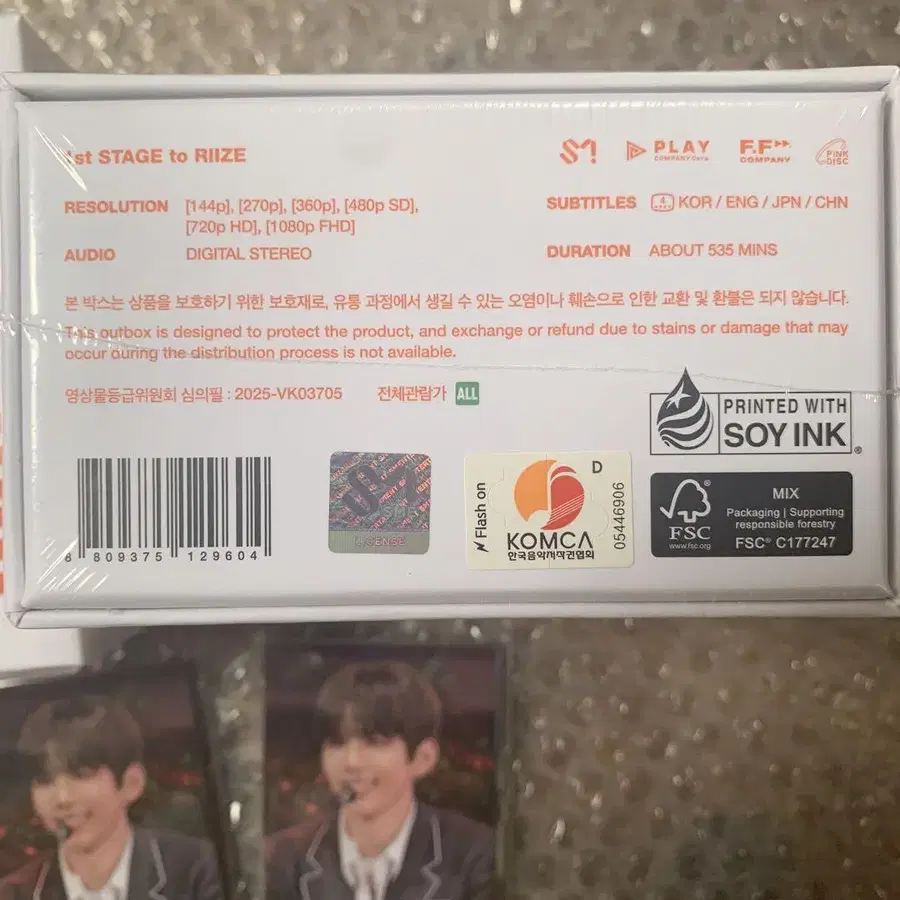 1st STAGE to RIIZE
SM
PLAY
COMPANY Corp.
F.F
COMPANY
PINK
DISC
RESOLUTION [144p], [270p], [360p], [480p SD],
[720p HD], [1080p FHD]
SUBTITLES 4 KOR / ENG / JPN / CHN
AUDIO DIGITAL STEREO
DURATION ABOUT 535 MINS
본 박스는 상품을 보호하기 위한 보호재로, 유통 과정에서 생길 수 있는 오염이나 훼손으로 인한 교환 및 환불은 되지 않습니다.
This outbox is designed to protect the product, and exchange or refund due to stains or damage that may
occur during the distribution process is not available.
영상물등급위원회 심의필 : 2025-VK03705 전체관람가 ALL
PRINTED WITH
SOY INK
®
8 809375 129604
LICENSE
Flash on
D
KOMCA
한국음악저작권협회
05446906
FSC
www.fsc.org
MIX
Packaging | Supporting
responsible forestry
FSC® C177247